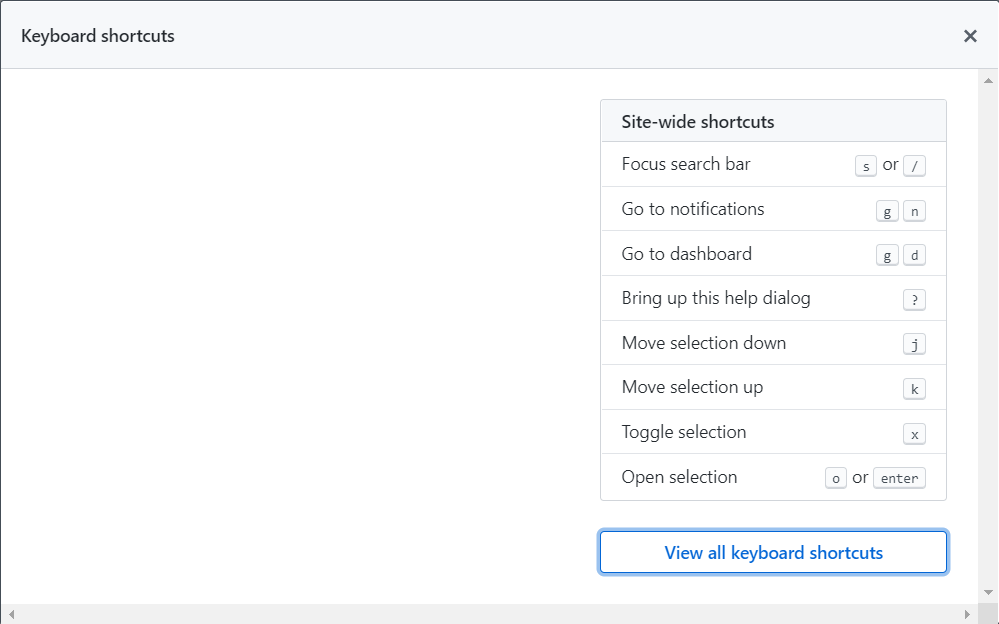 Keyboard shortcuts
Site-wide shortcuts
Focus search bar s or /
Go to notifications g n
Go to dashboard g d
Bring up this help dialog ?
Move selection down j
Move selection up k
Toggle selection x
Open selection o or enter
View all keyboard shortcuts